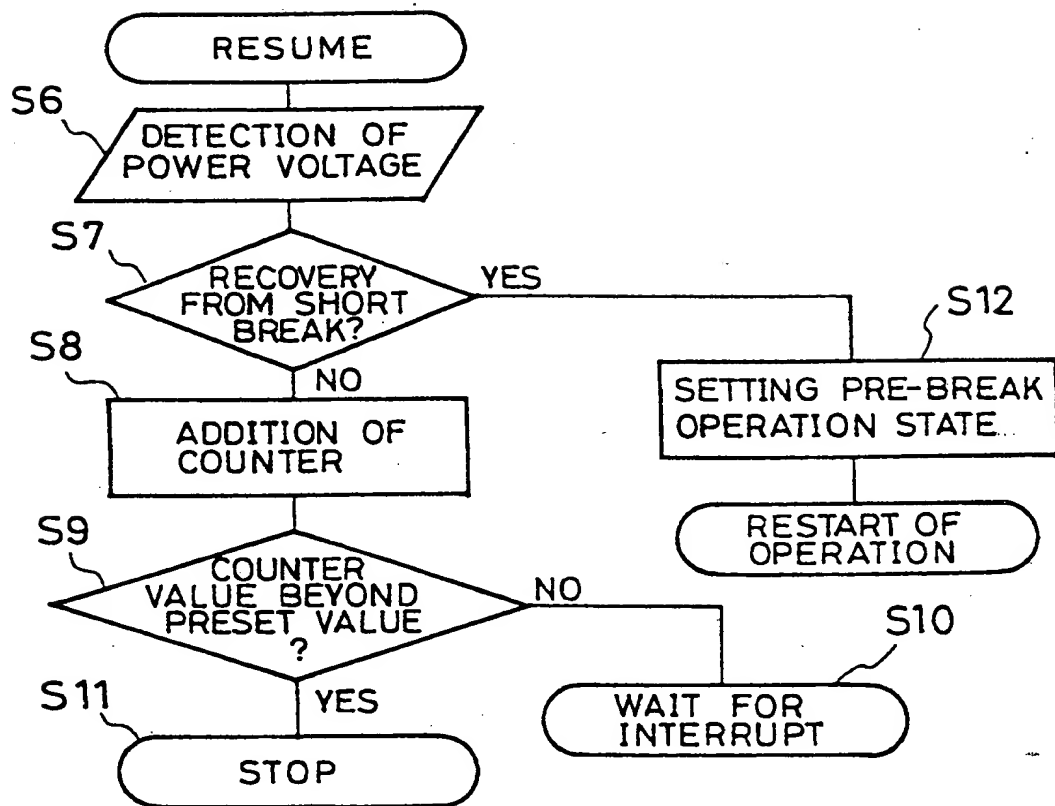 RESUME
S6
DETECTION OF
POWER VOLTAGE
S7
RECOVERY
FROM SHORT
BREAK?
YES
S12
S8
NO
SETTING PRE-BREAK
OPERATION STATE
ADDITION OF
COUNTER
RESTART OF
OPERATION
S9
COUNTER
VALUE BEYOND
PRESET VALUE
?
NO
S10
S11
YES
WAIT FOR
INTERRUPT
STOP